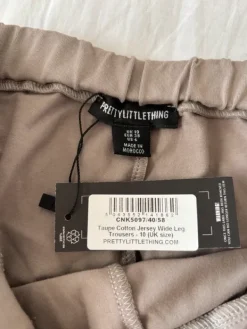 PRETTYLITTLETHING
UK 10
EUR 38
US 6
MADE IN
MOROCCO
CNK5097/40/58
Taupe Cotton Jersey Wide Leg
Trousers - 10 (UK size)
PRETTYLITTLETHING.COM